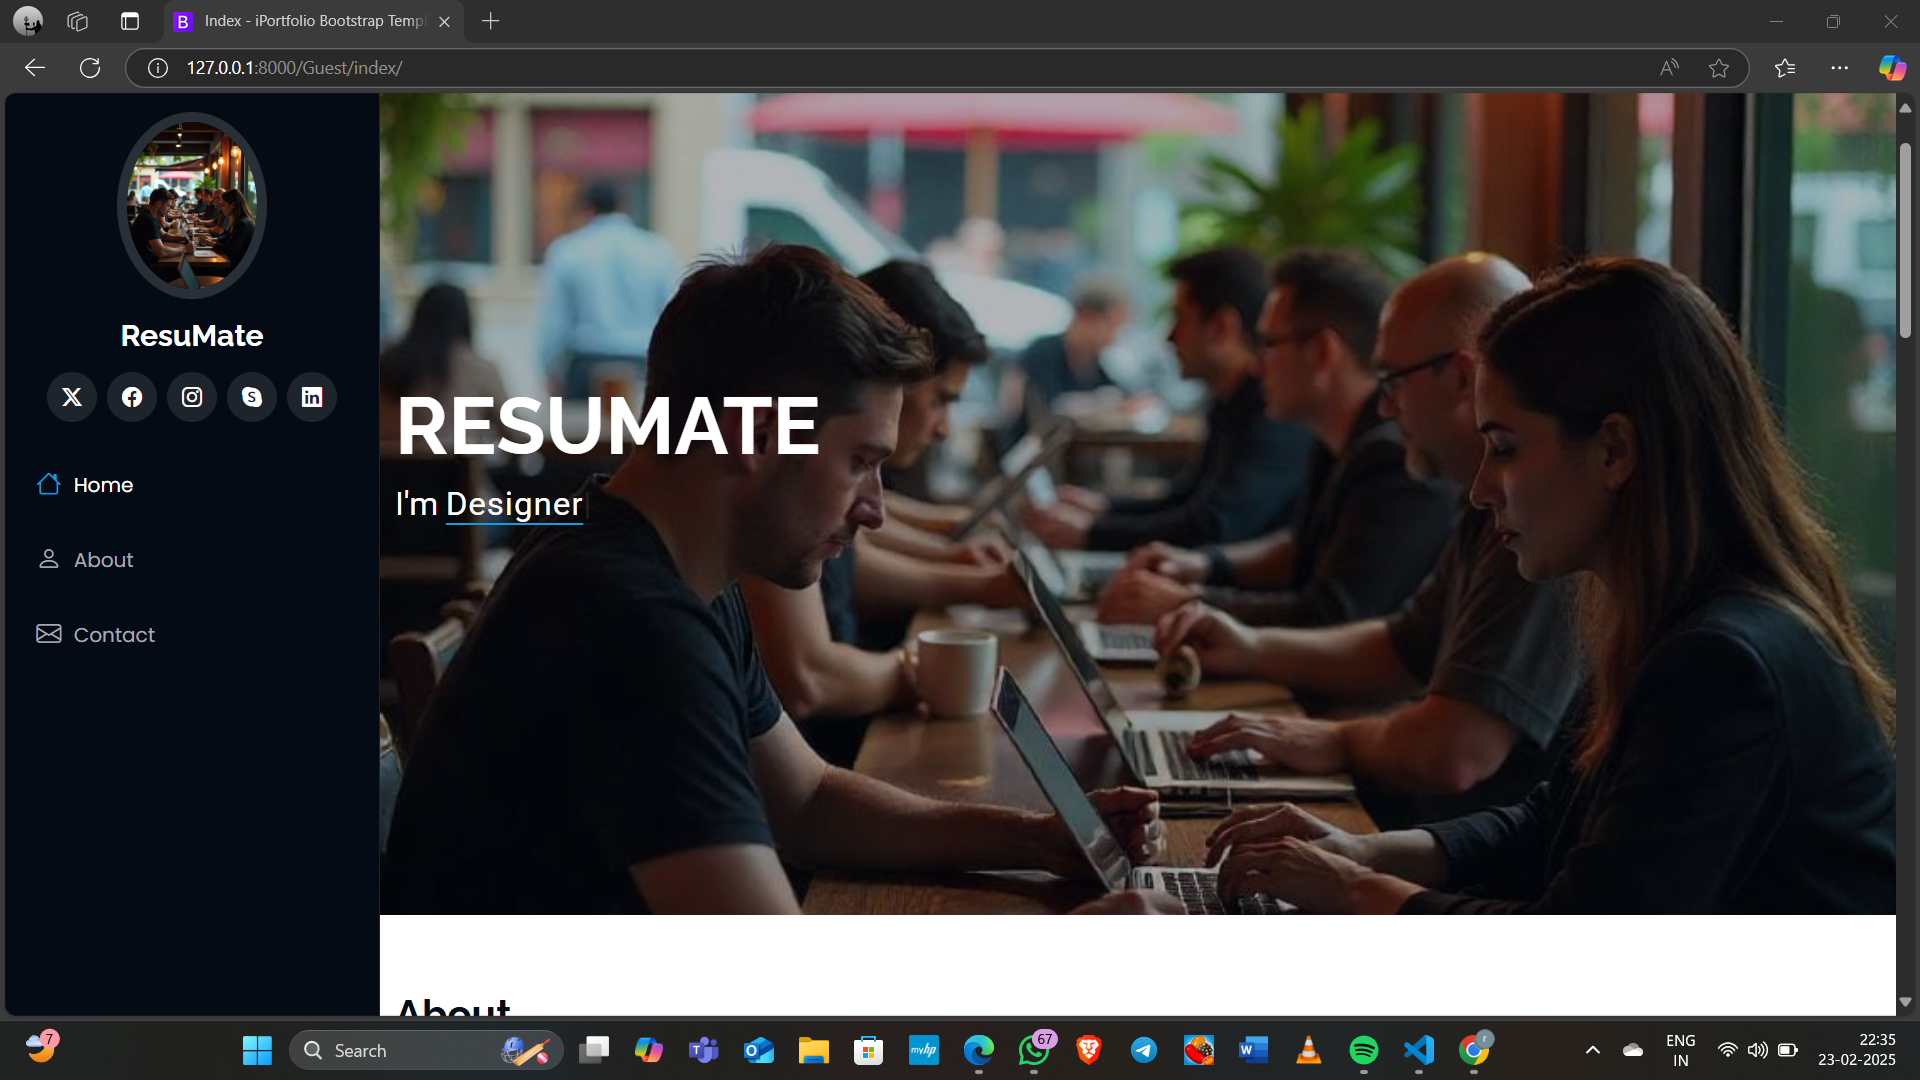 Index - iPortfolio Bootstrap Templ
127.0.0.1:8000/Guest/index/
ResuMate
Home
About
Contact
RESUMATE
I'm Designer
About
7
Search
myhp
67
ENG
IN
22:35
23-02-2025